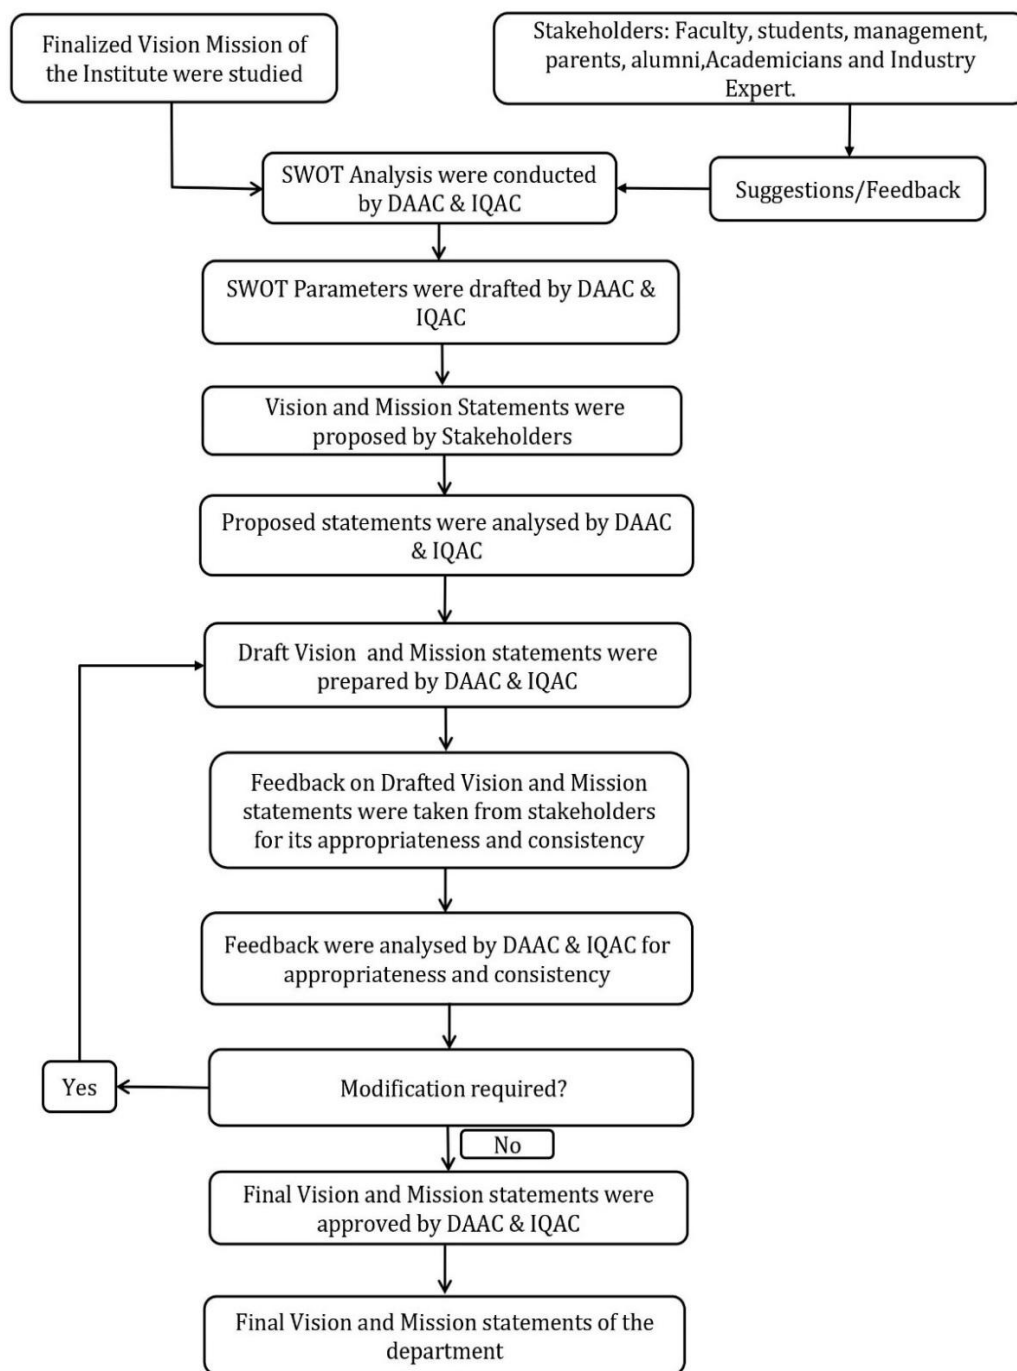 Finalized Vision Mission of
the Institute were studied
Stakeholders: Faculty, students, management,
parents, alumni,Academicians and Industry
Expert.
SWOT Analysis were conducted
by DAAC & IQAC
Suggestions/Feedback
SWOT Parameters were drafted by DAAC &
IQAC
Vision and Mission Statements were
proposed by Stakeholders
Proposed statements were analysed by DAAC
& IQAC
Draft Vision  and Mission statements were
prepared by DAAC & IQAC
Feedback on Drafted Vision and Mission
statements were taken from stakeholders
for its appropriateness and consistency
Feedback were analysed by DAAC & IQAC for
appropriateness and consistency
Yes
Modification required?
No
Final Vision and Mission statements were
approved by DAAC & IQAC
Final Vision and Mission statements of the
department